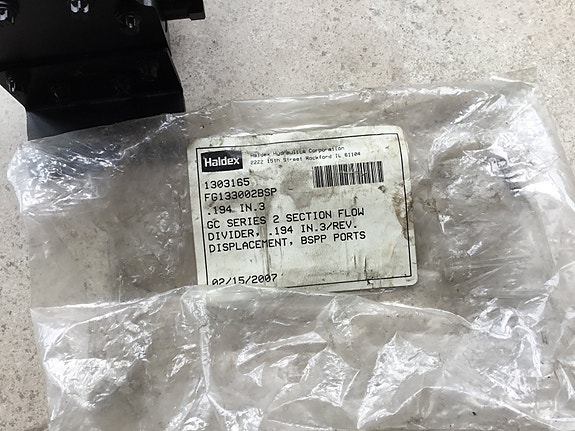 Haldex
Haldex Hydraulics Corporation
2222 15th Street Rockford IL 61104
1303165
FG133002BSP
.194 IN.3
GC SERIES 2 SECTION FLOW
DIVIDER, .194 IN.3/REV.
DISPLACEMENT, BSPP PORTS
02/15/2007